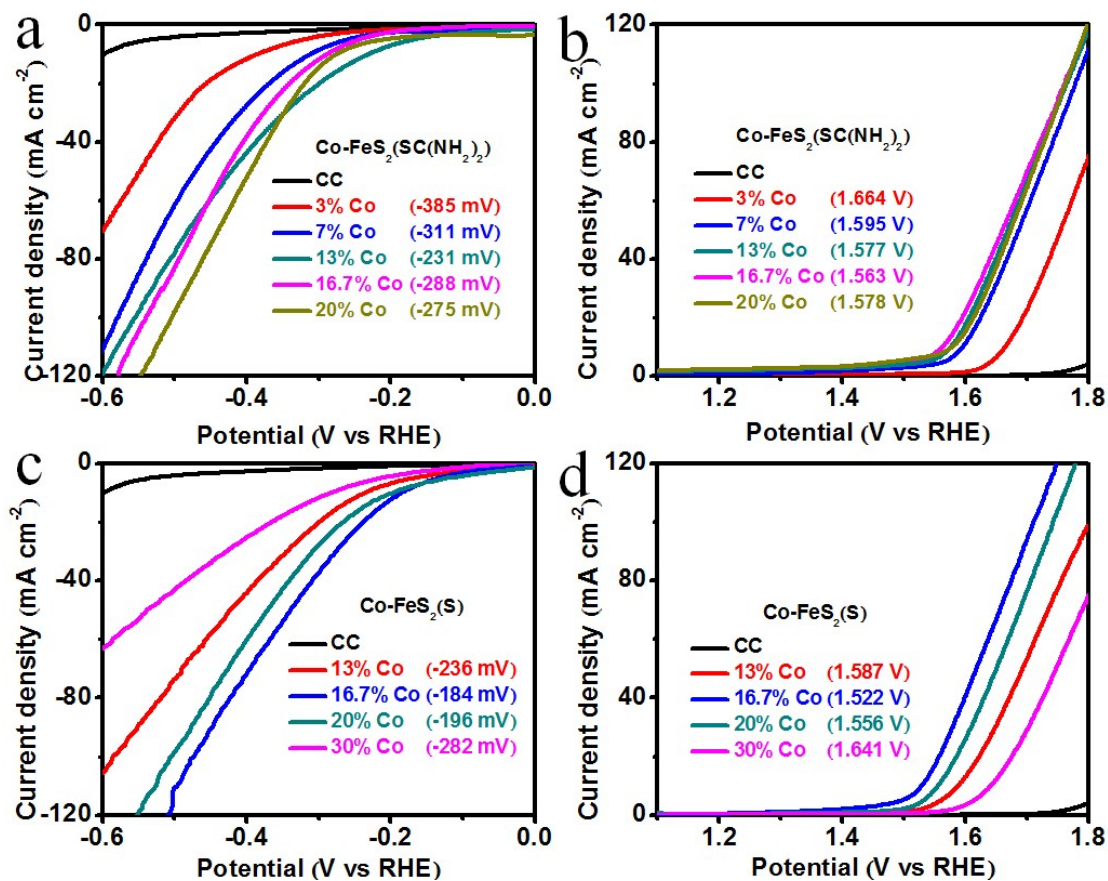 a
0
-40
-80
-120
Current density (mA cm⁻²)
Co-FeS₂(SC(NH₂)₂)
CC
3% Co (-385 mV)
7% Co (-311 mV)
13% Co (-231 mV)
16.7% Co (-288 mV)
20% Co (-275 mV)
-0.6 -0.4 -0.2 0.0
Potential (V vs RHE)
b
120
80
40
0
Current density (mA cm⁻²)
Co-FeS₂(SC(NH₂)₂)
CC
3% Co (1.664 V)
7% Co (1.595 V)
13% Co (1.577 V)
16.7% Co (1.563 V)
20% Co (1.578 V)
1.2 1.4 1.6 1.8
Potential (V vs RHE)
c
0
-40
-80
-120
Current density (mA cm⁻²)
Co-FeS₂(S)
CC
13% Co (-236 mV)
16.7% Co (-184 mV)
20% Co (-196 mV)
30% Co (-282 mV)
-0.6 -0.4 -0.2 0.0
Potential (V vs RHE)
d
120
80
40
0
Current density (mA cm⁻²)
Co-FeS₂(S)
CC
13% Co (1.587 V)
16.7% Co (1.522 V)
20% Co (1.556 V)
30% Co (1.641 V)
1.2 1.4 1.6 1.8
Potential (V vs RHE)